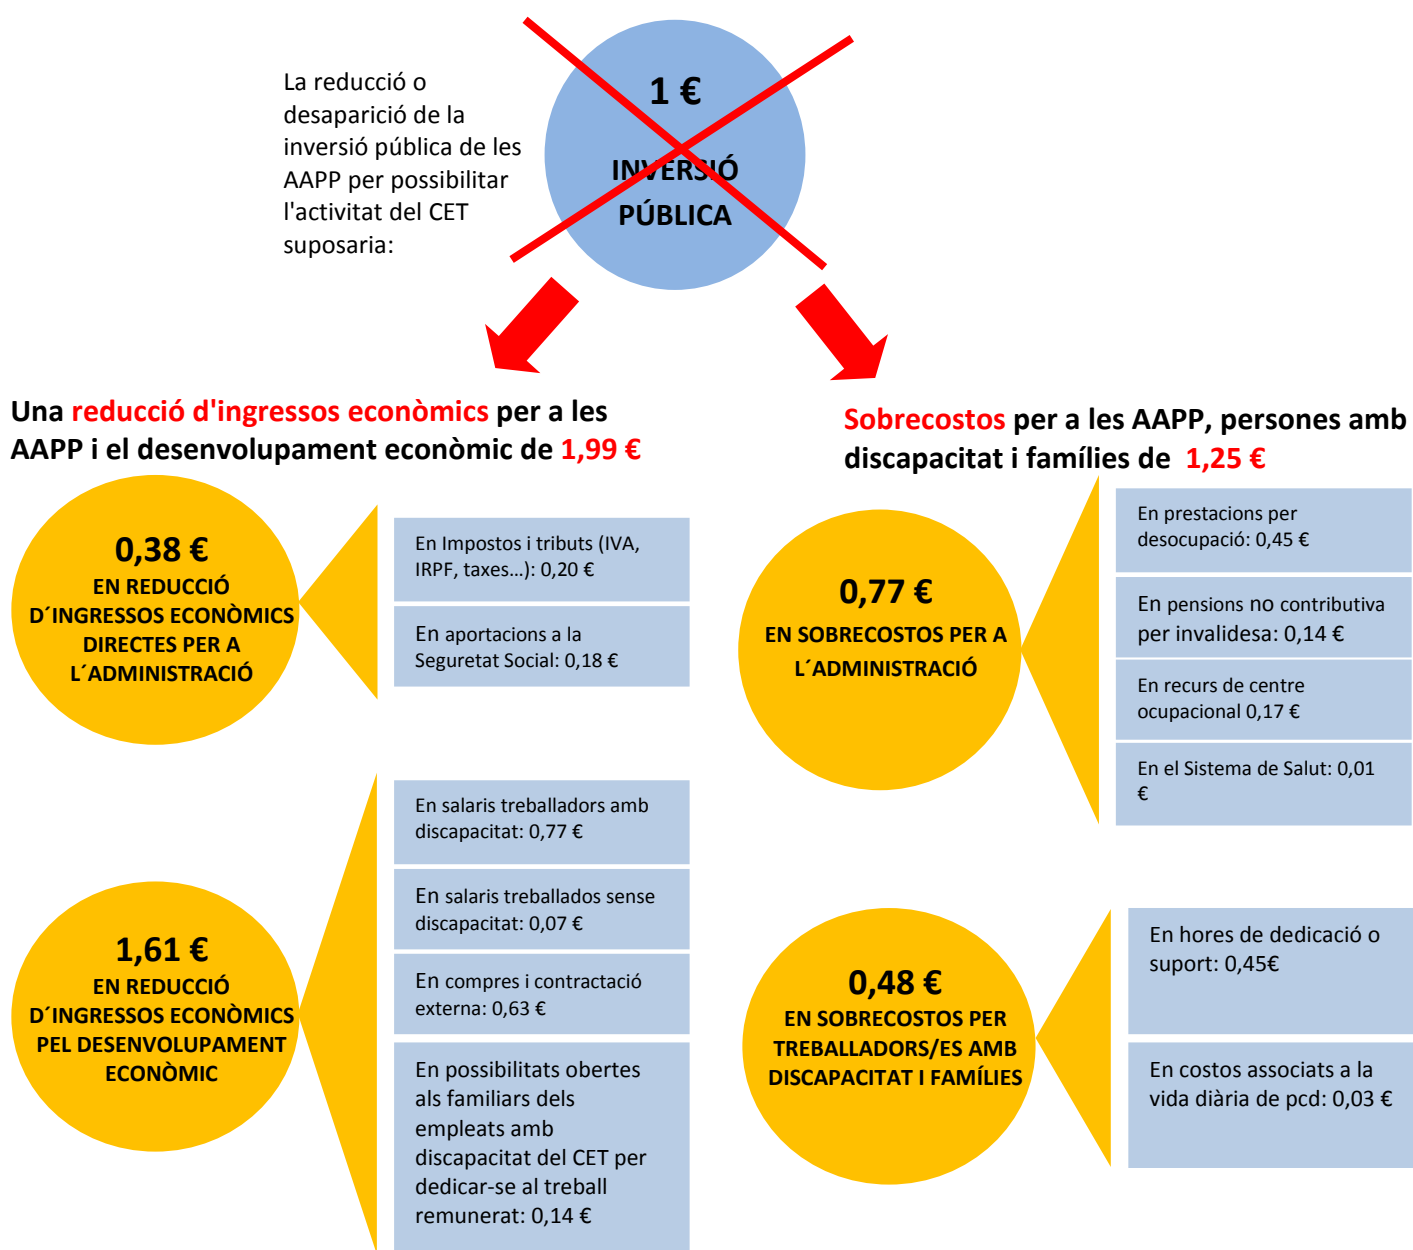 La reducció o
desaparició de la
inversió pública de les
AAPP per possibilitar
l'activitat del CET
suposaria:
1 €
INVERSIÓ
PÚBLICA
Una reducció d'ingressos econòmics per a les
AAPP i el desenvolupament econòmic de 1,99 €
0,38 €
EN REDUCCIÓ
D´INGRESSOS ECONÒMICS
DIRECTES PER A
L´ADMINISTRACIÓ
En Impostos i tributs (IVA,
IRPF, taxes...): 0,20 €
En aportacions a la
Seguretat Social: 0,18 €
1,61 €
EN REDUCCIÓ
D´INGRESSOS ECONÒMICS
PEL DESENVOLUPAMENT
ECONÒMIC
En salaris treballadors amb
discapacitat: 0,77 €
En salaris treballados sense
discapacitat: 0,07 €
En compres i contractació
externa: 0,63 €
En possibilitats obertes
als familiars dels
empleats amb
discapacitat del CET per
dedicar-se al treball
remunerat: 0,14 €
Sobrecostos per a les AAPP, persones amb
discapacitat i famílies de 1,25 €
0,77 €
EN SOBRECOSTOS PER A
L´ADMINISTRACIÓ
En prestacions per
desocupació: 0,45 €
En pensions no contributiva
per invalidesa: 0,14 €
En recurs de centre
ocupacional 0,17 €
En el Sistema de Salut: 0,01
€
0,48 €
EN SOBRECOSTOS PER
TREBALLADORS/ES AMB
DISCAPACITAT I FAMÍLIES
En hores de dedicació o
suport: 0,45€
En costos associats a la
vida diària de pcd: 0,03 €